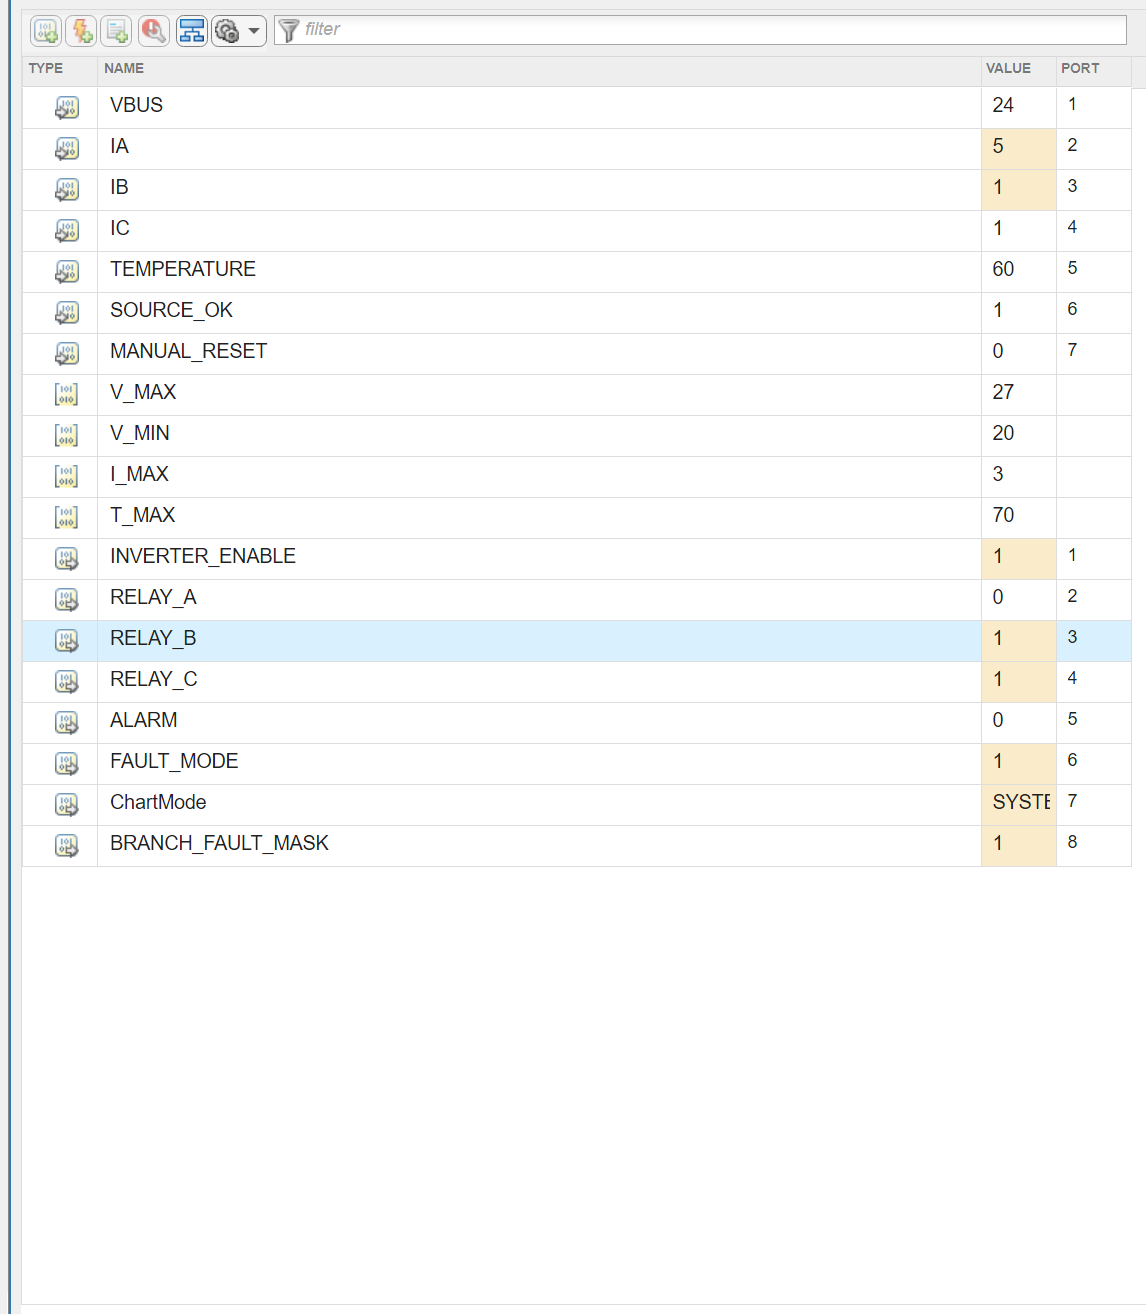 filter
TYPE NAME VALUE PORT
VBUS 24 1
IA 5 2
IB 1 3
IC 1 4
TEMPERATURE 60 5
SOURCE_OK 1 6
MANUAL_RESET 0 7
V_MAX 27
V_MIN 20
I_MAX 3
T_MAX 70
INVERTER_ENABLE 1 1
RELAY_A 0 2
RELAY_B 1 3
RELAY_C 1 4
ALARM 0 5
FAULT_MODE 1 6
ChartMode SYSTE 7
BRANCH_FAULT_MASK 1 8